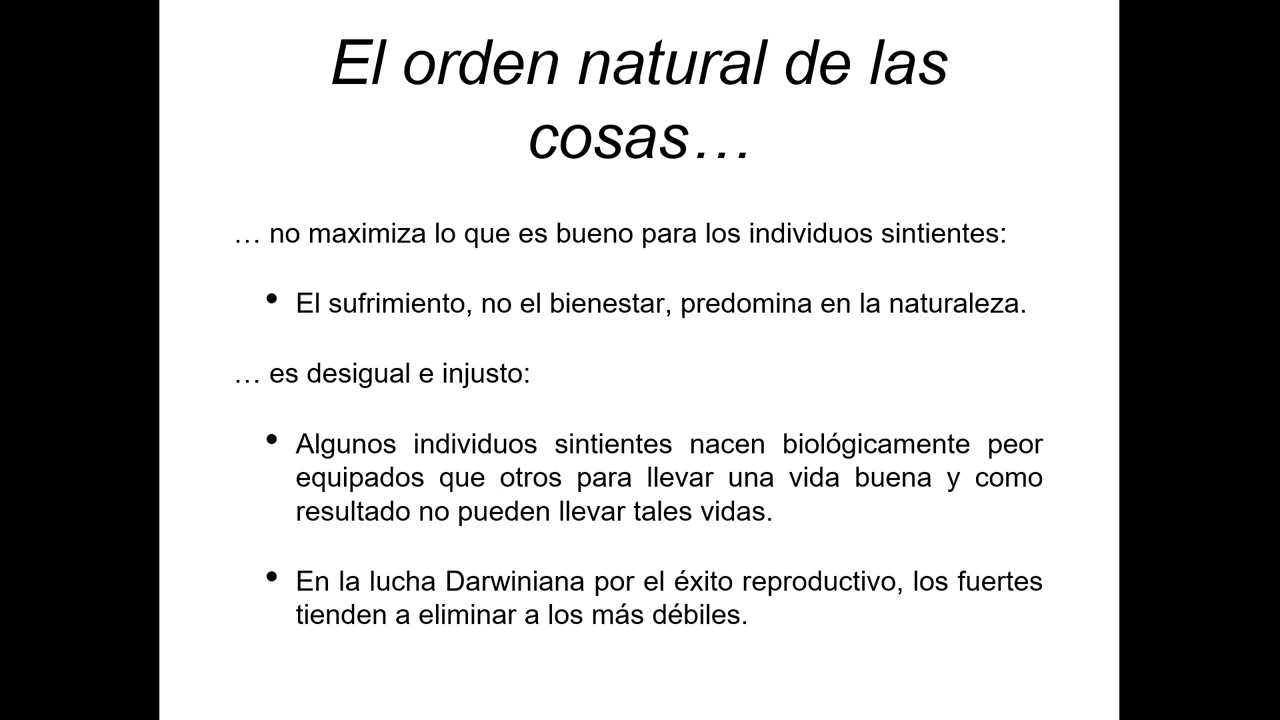 El orden natural de las
cosas…
… no maximiza lo que es bueno para los individuos sintientes:
• El sufrimiento, no el bienestar, predomina en la naturaleza.
… es desigual e injusto:
• Algunos individuos sintientes nacen biológicamente peor
equipados que otros para llevar una vida buena y como
resultado no pueden llevar tales vidas.
• En la lucha Darwiniana por el éxito reproductivo, los fuertes
tienden a eliminar a los más débiles.